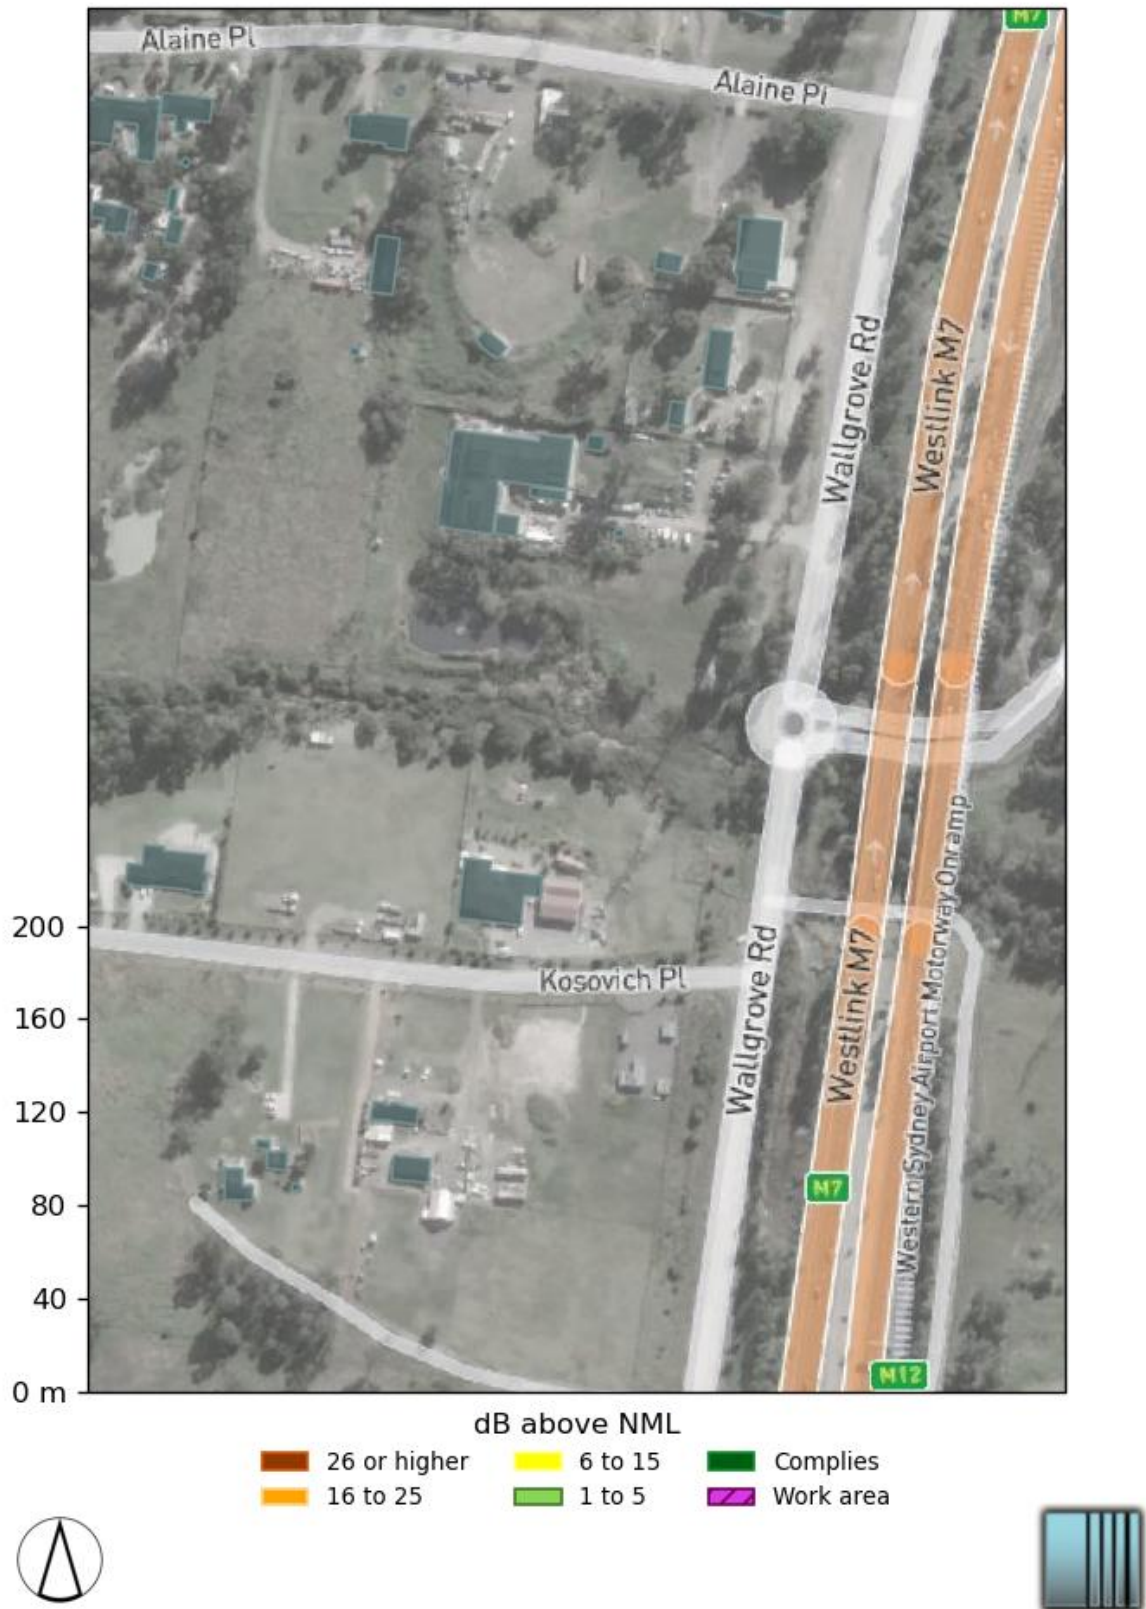 M7
Alaine Pl
Alaine Pl
Wallgrove Rd
Westlink M7
Western Sydney Airport Motorway Onramp
Wallgrove Rd
Westlink M7
Kosovich Pl
M7
M12
200
160
120
80
40
0 m
dB above NML
26 or higher
6 to 15
Complies
16 to 25
1 to 5
Work area